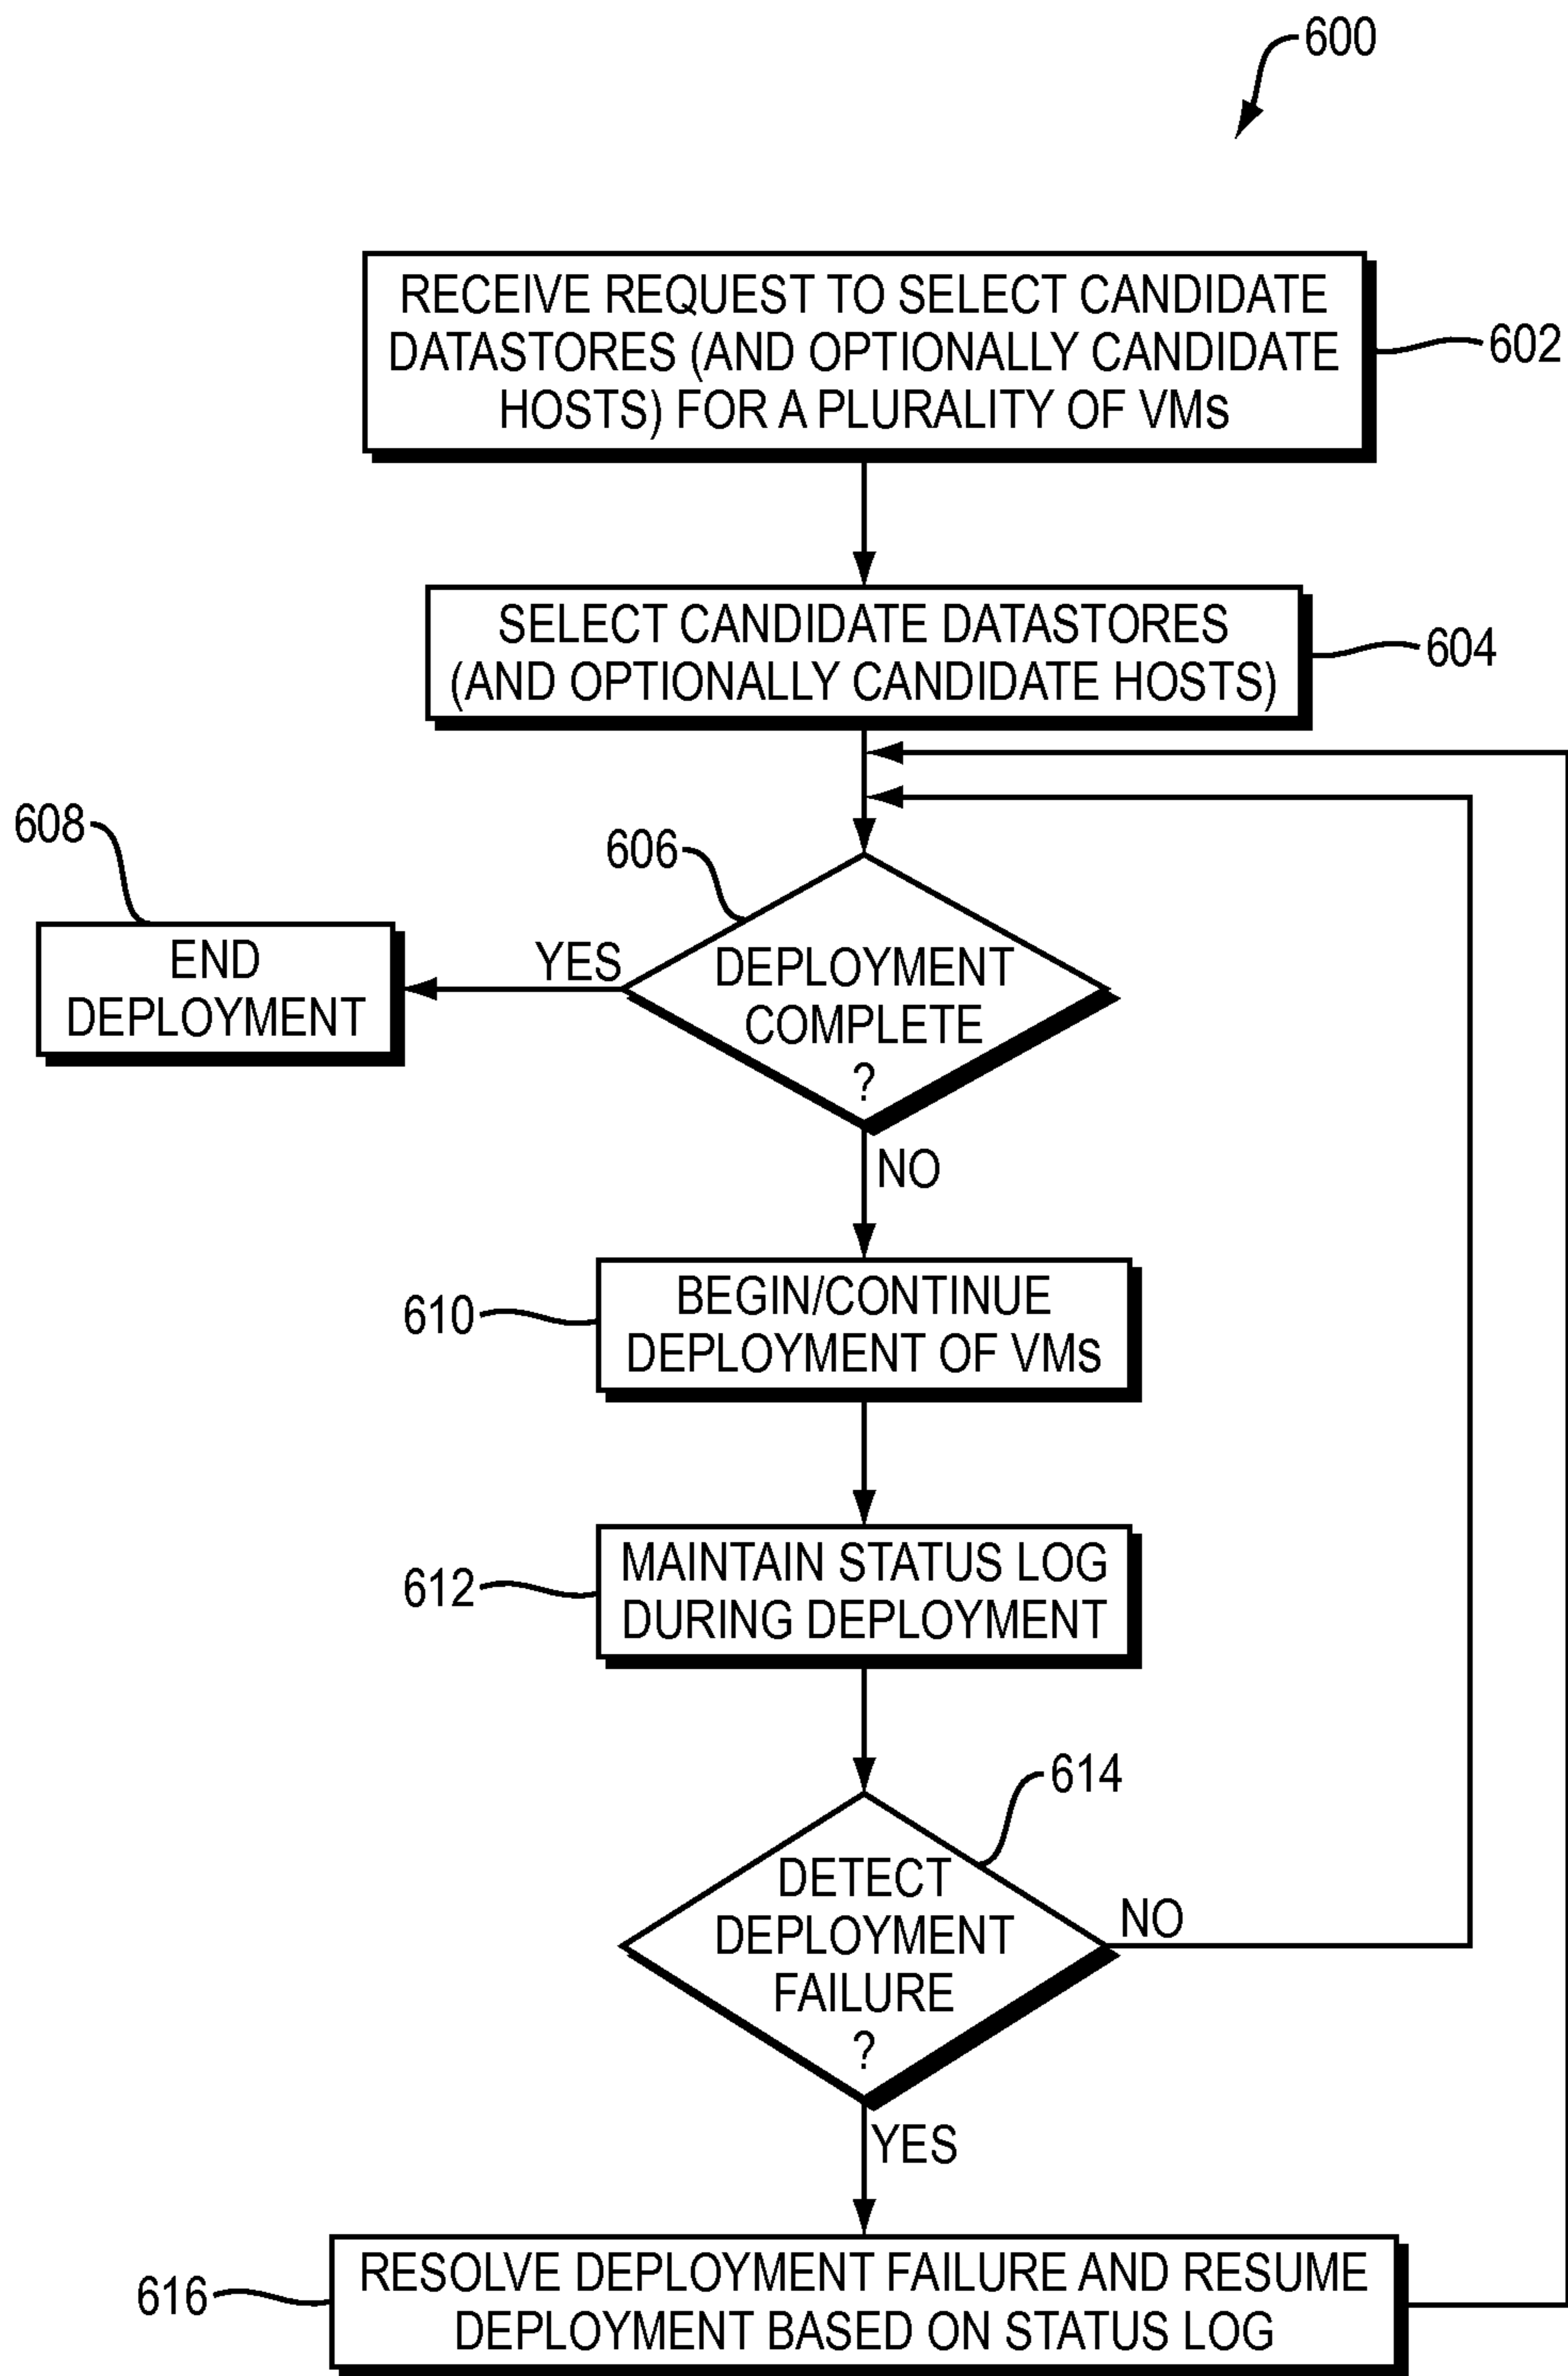 600
RECEIVE REQUEST TO SELECT CANDIDATE
DATASTORES (AND OPTIONALLY CANDIDATE
HOSTS) FOR A PLURALITY OF VMs
602
SELECT CANDIDATE DATASTORES
(AND OPTIONALLY CANDIDATE HOSTS)
604
608
END
DEPLOYMENT
YES
606
DEPLOYMENT
COMPLETE
?
NO
610
BEGIN/CONTINUE
DEPLOYMENT OF VMs
612
MAINTAIN STATUS LOG
DURING DEPLOYMENT
614
DETECT
DEPLOYMENT
FAILURE
?
NO
YES
616
RESOLVE DEPLOYMENT FAILURE AND RESUME
DEPLOYMENT BASED ON STATUS LOG